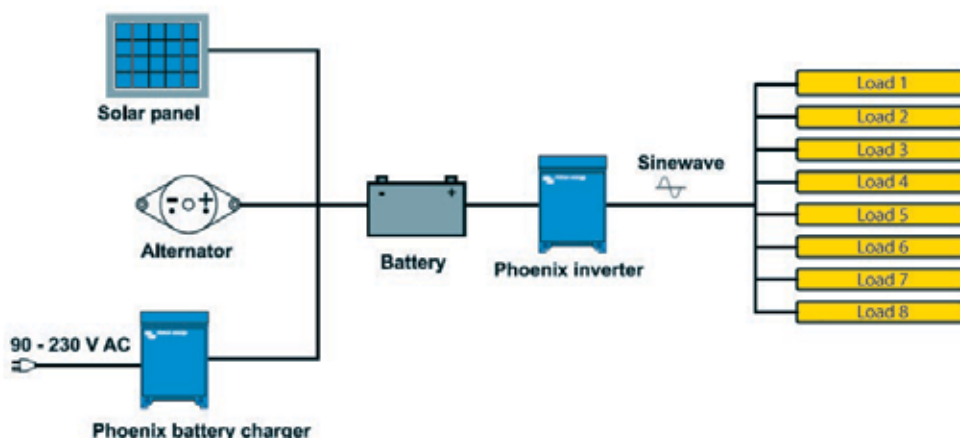 Solar panel
Alternator
90 - 230 V AC
Phoenix battery charger
Battery
Phoenix inverter
Sinewave
Load 1
Load 2
Load 3
Load 4
Load 5
Load 6
Load 7
Load 8